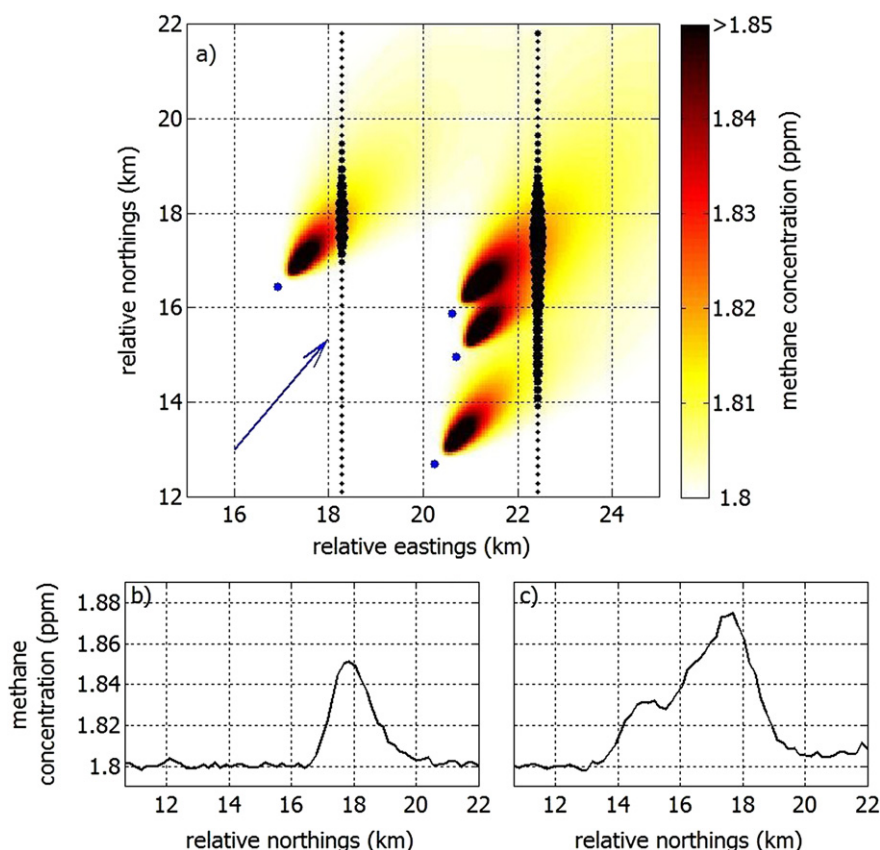 a)
22
20
18
16
14
12
relative northings (km)
16 18 20 22 24
relative eastings (km)
>1.85
1.84
1.83
1.82
1.81
1.8
methane concentration (ppm)
b)
1.88
1.86
1.84
1.82
1.8
methane
concentration (ppm)
12 14 16 18 20 22
relative northings (km)
c)
12 14 16 18 20 22
relative northings (km)